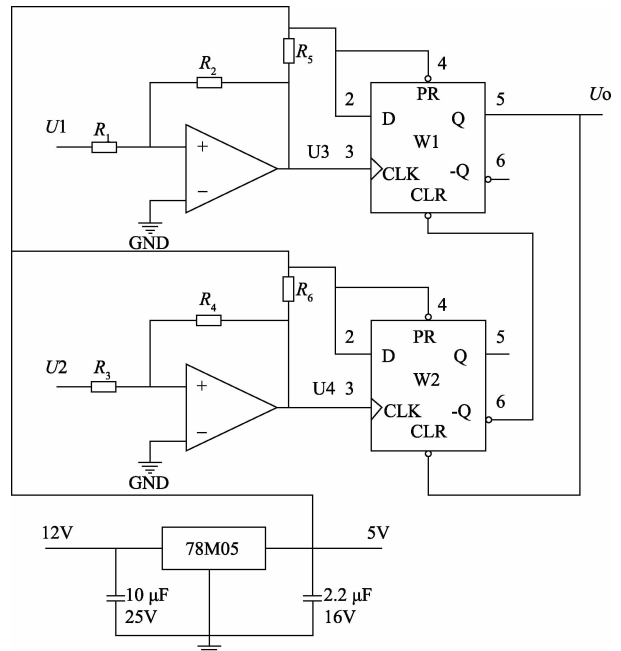 R5
R2
4
PR
2
D
Q
5
Uo
U1
R1
+
W1
U3
3
CLK
-Q
6
−
CLR
GND
R6
R4
4
PR
2
D
Q
5
U2
R3
+
W2
U4
3
CLK
-Q
6
−
CLR
GND
12V
78M05
5V
10 μF
25V
2.2 μF
16V